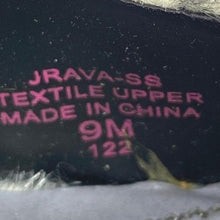 JRAVA-SS
TEXTILE UPPER
MADE IN CHINA
9M
122